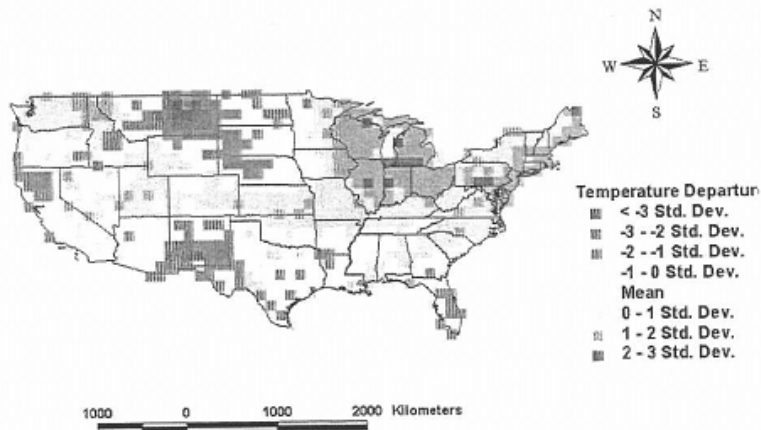 N
W E
S
Temperature Departur
< -3 Std. Dev.
-3 - -2 Std. Dev.
-2 - -1 Std. Dev.
-1 - 0 Std. Dev.
Mean
0 - 1 Std. Dev.
1 - 2 Std. Dev.
2 - 3 Std. Dev.
1000 0 1000 2000 Kilometers